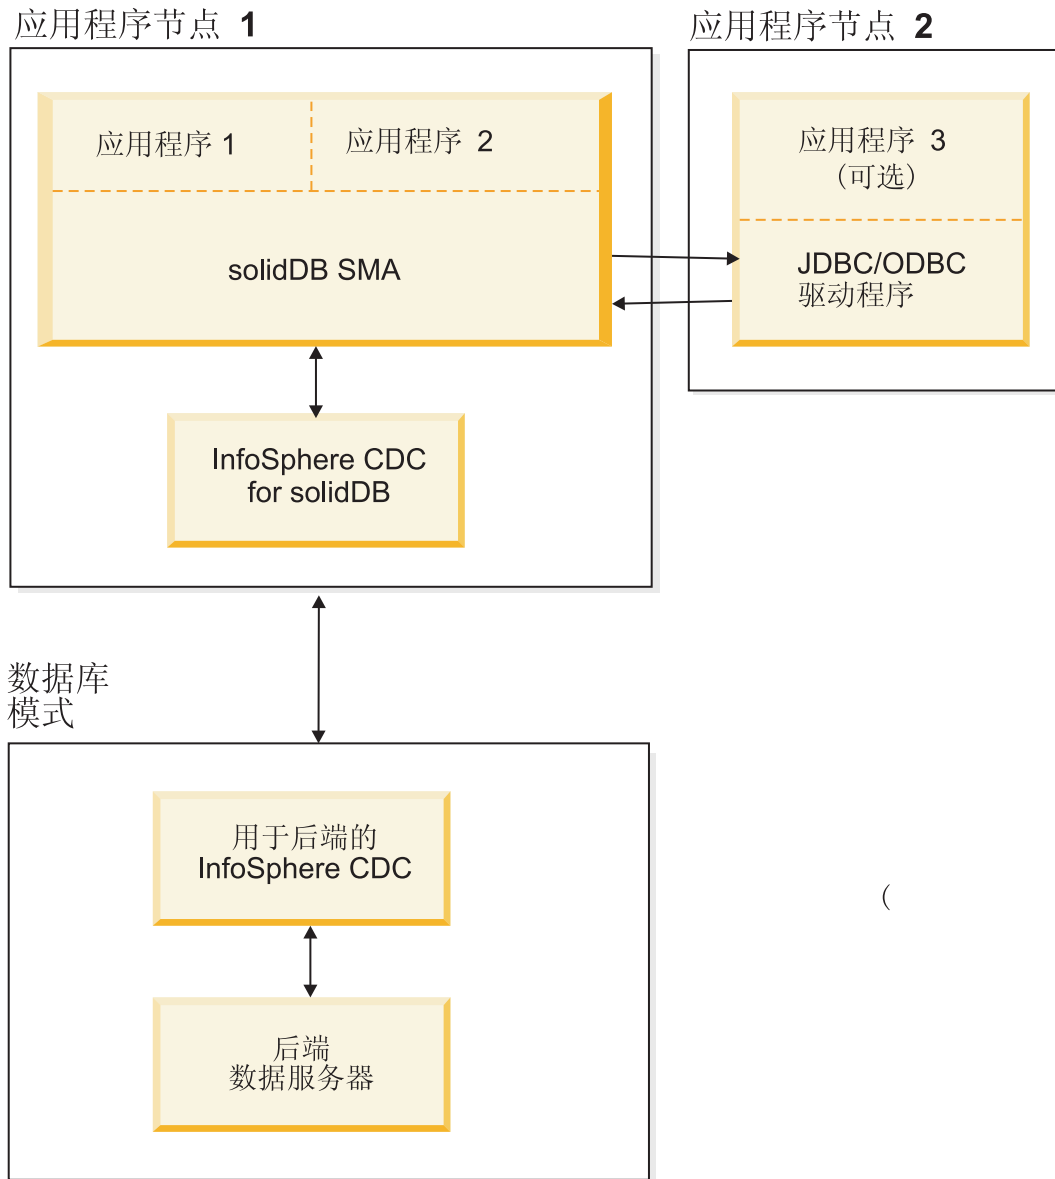 应用程序节点 1
应用程序节点 2
应用程序 1
应用程序 2
solidDB SMA
应用程序 3
（可选）
JDBC/ODBC
驱动程序
InfoSphere CDC
for solidDB
数据库
模式
用于后端的
InfoSphere CDC
（
后端
数据服务器